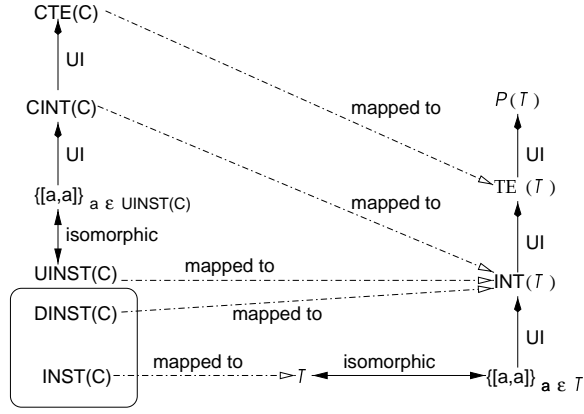 CTE(C)
UI
mapped to
P(T)
CINT(C)
UI
UI
TE (T)
{[a,a]} a ε UINST(C)
mapped to
isomorphic
UI
UINST(C)
mapped to
INT(T)
DINST(C)
mapped to
UI
INST(C)
mapped to
T
isomorphic
{[a,a]} a ε T